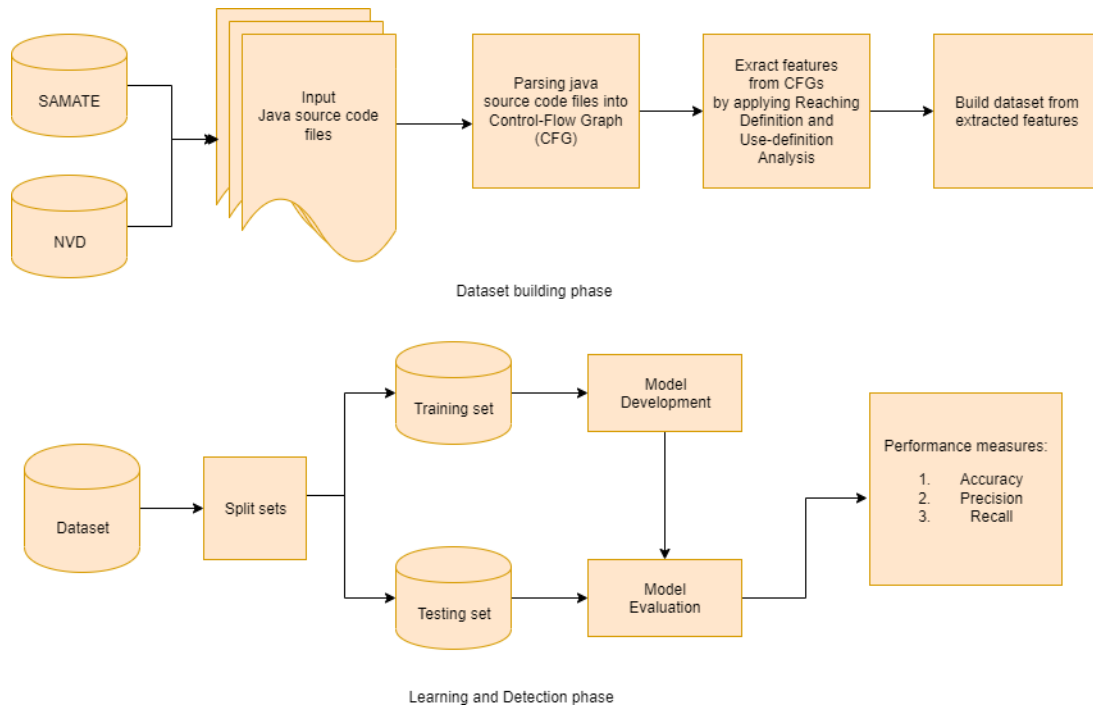 SAMATE
NVD
Input
Java source code
files
Parsing java
source code files into
Control-Flow Graph
(CFG)
Exract features
from CFGs
by applying Reaching
Definition and
Use-definition
Analysis
Build dataset from
extracted features
Dataset building phase
Dataset
Split sets
Training set
Testing set
Model
Development
Model
Evaluation
Performance measures:
1. Accuracy
2. Precision
3. Recall
Learning and Detection phase